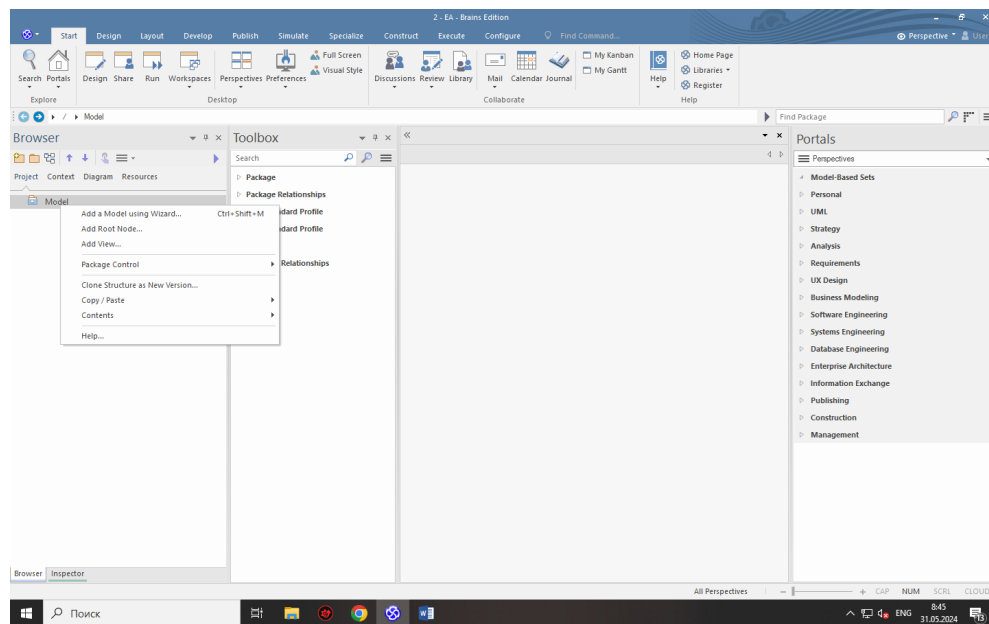 2 - EA - Brains Edition
Start Design Layout Develop Publish Simulate Specialize Construct Execute Configure Find Command... Perspective User
Search Portals Design Share Run Workspaces Perspectives Preferences Full Screen Visual Style Discussions Review Library Mail Calendar Journal My Kanban My Gantt Help Home Page Libraries Register
Explore Desktop Collaborate Help
/ Model Find Package
Browser Toolbox Portals
Search Perspectives
Project Context Diagram Resources
Model
Add a Model using Wizard... Ctrl+Shift+M
Add Root Node...
Add View...
Package Control
Clone Structure as New Version...
Copy / Paste
Contents
Help...
Package
Package Relationships
Profile
Profile
Relationships
Model-Based Sets
Personal
UML
Strategy
Analysis
Requirements
UX Design
Business Modeling
Software Engineering
Systems Engineering
Database Engineering
Enterprise Architecture
Information Exchange
Publishing
Construction
Management
Browser Inspector
All Perspectives CAP NUM SCRL CLOUD
Поиск ENG 8:45
31.05.2024 13